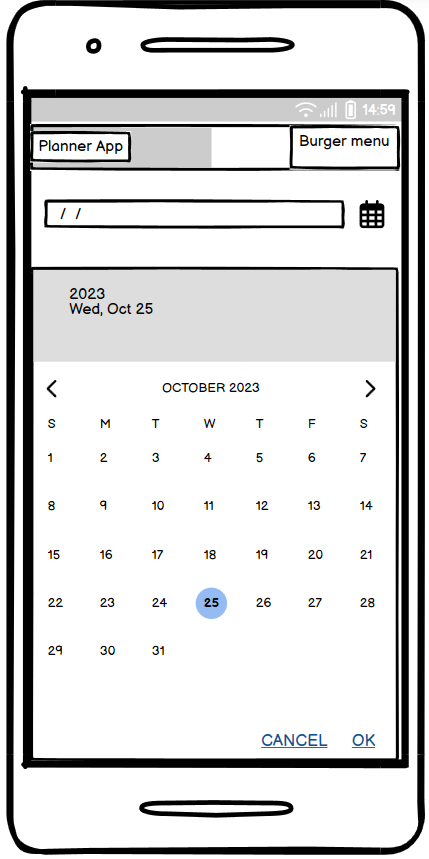 14:59
Planner App
Burger menu
/ /
2023
Wed, Oct 25
OCTOBER 2023
S M T W T F S
1 2 3 4 5 6 7
8 9 10 11 12 13 14
15 16 17 18 19 20 21
22 23 24 25 26 27 28
29 30 31
CANCEL OK